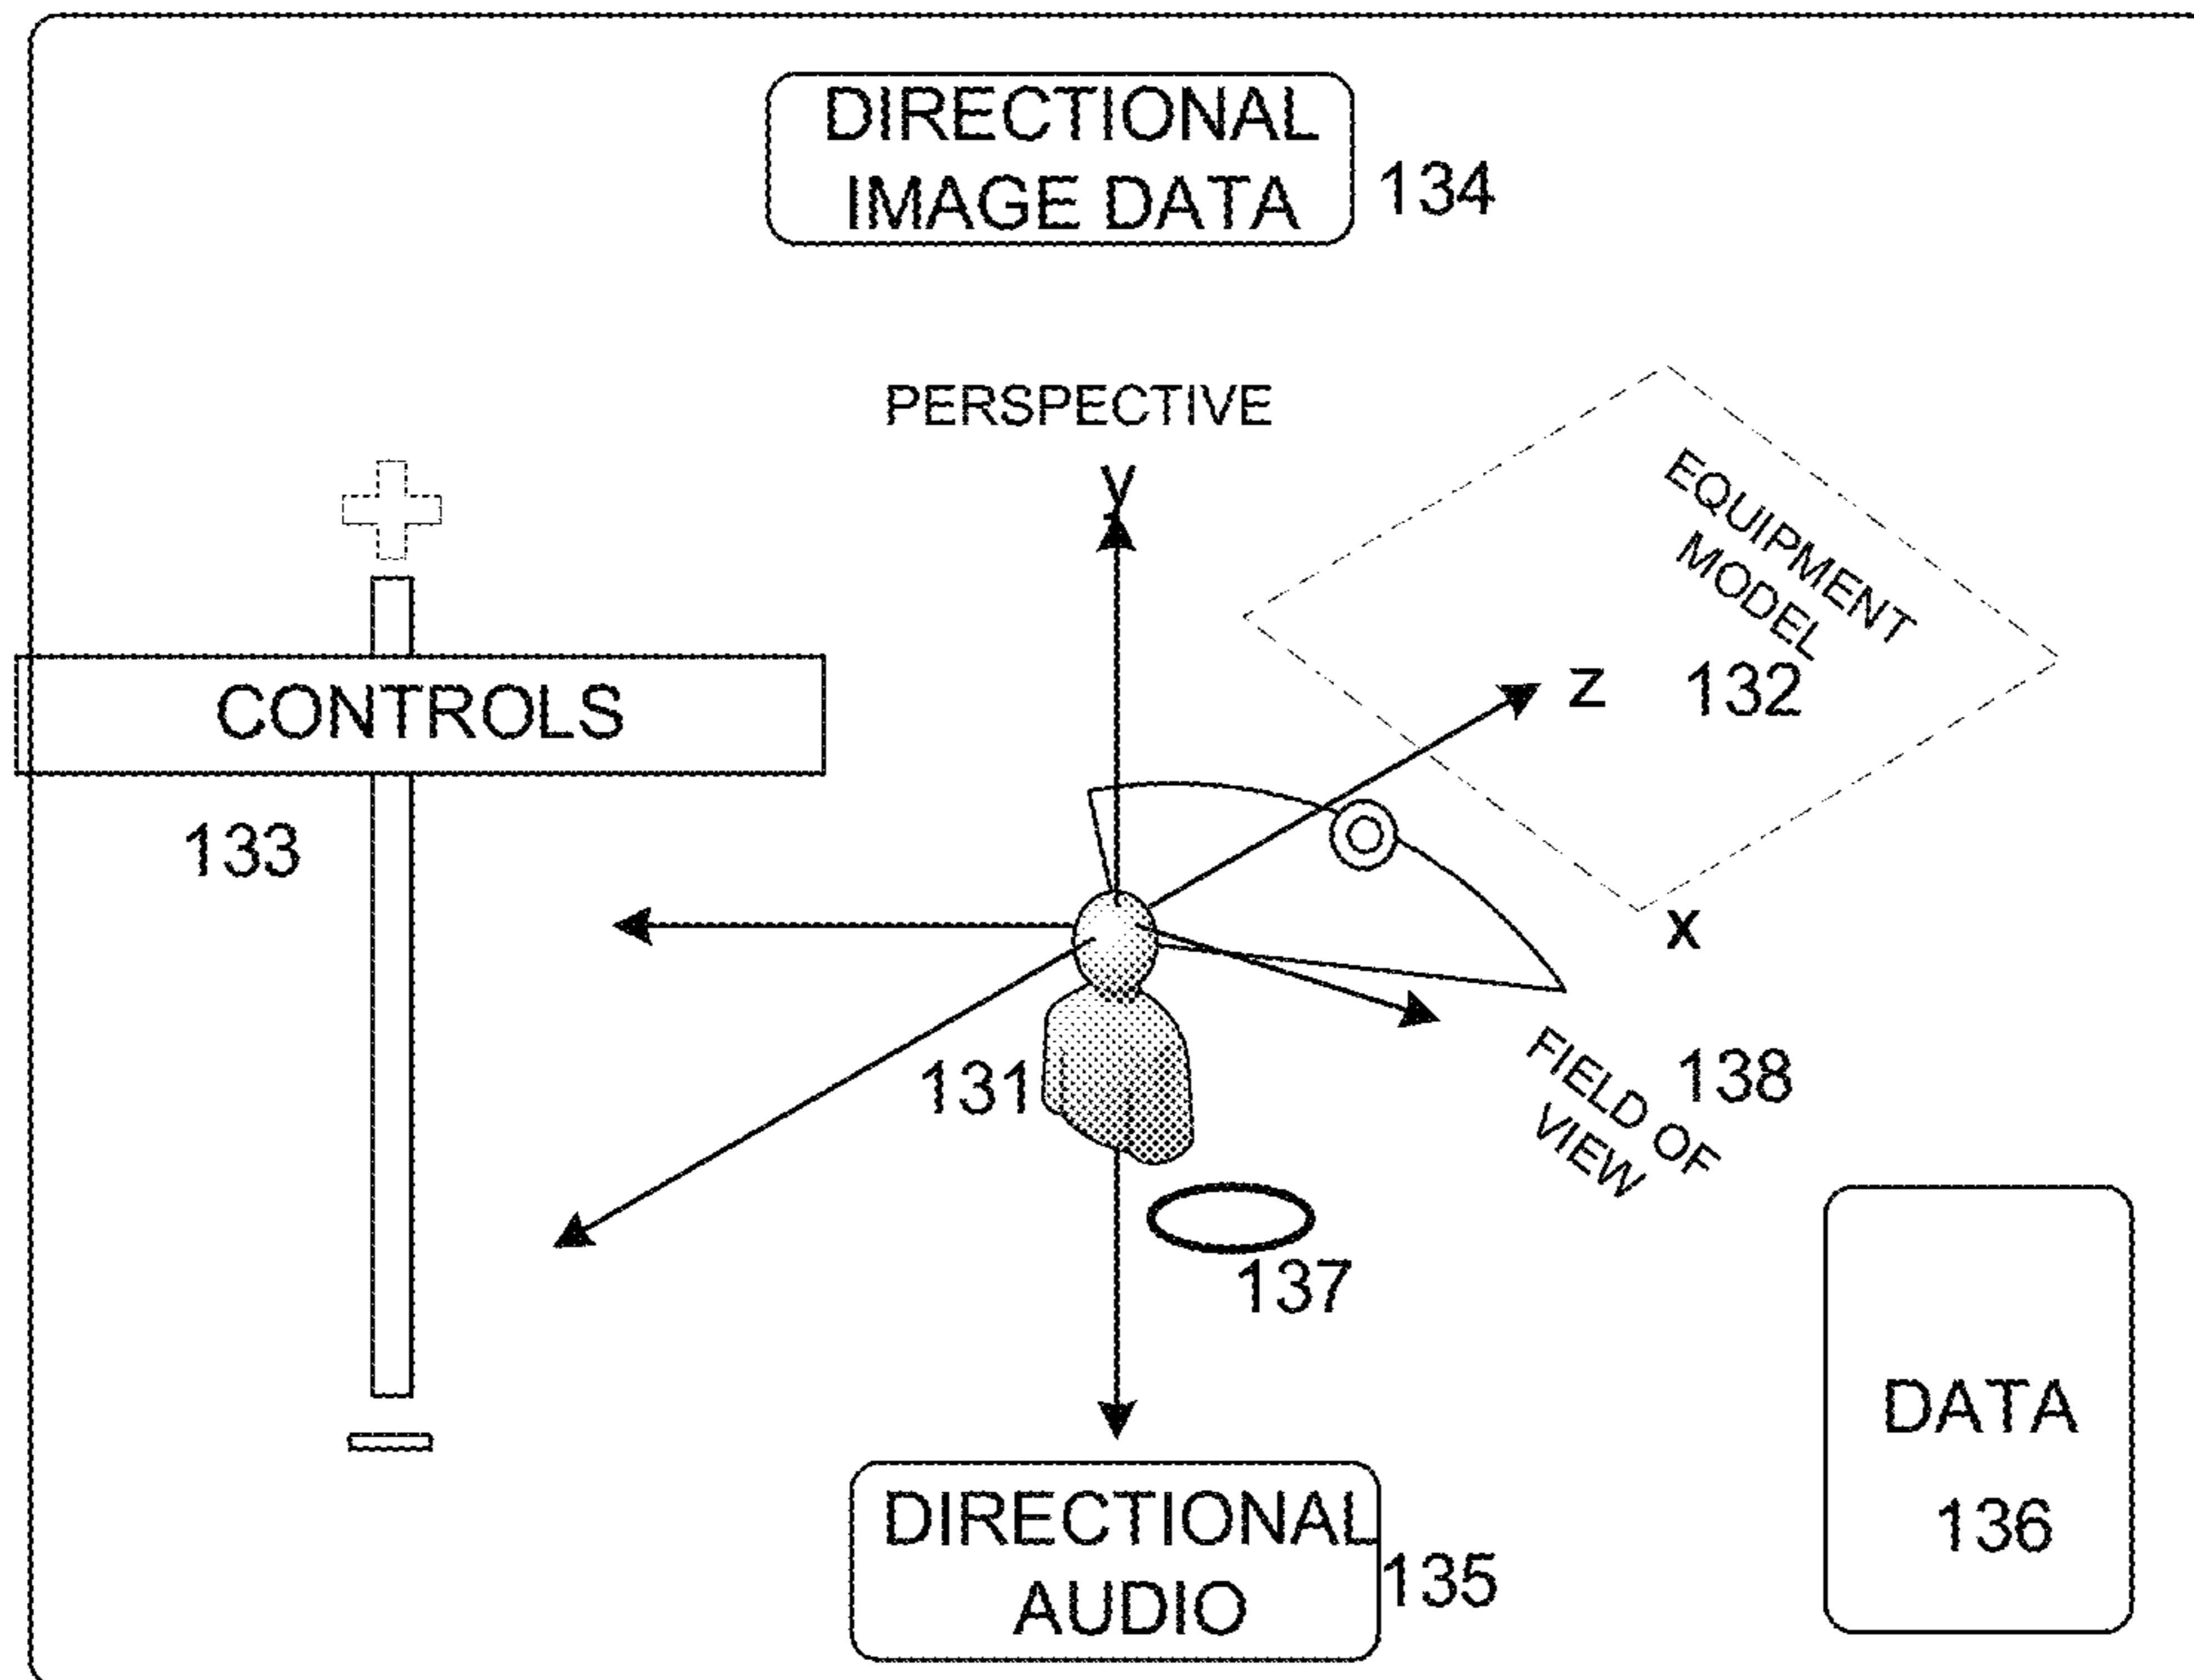 DIRECTIONAL
IMAGE DATA
134
PERSPECTIVE
y
EQUIPMENT
MODEL
132
z
CONTROLS
133
x
131
FIELD OF
VIEW
138
137
DIRECTIONAL
AUDIO
135
DATA
136